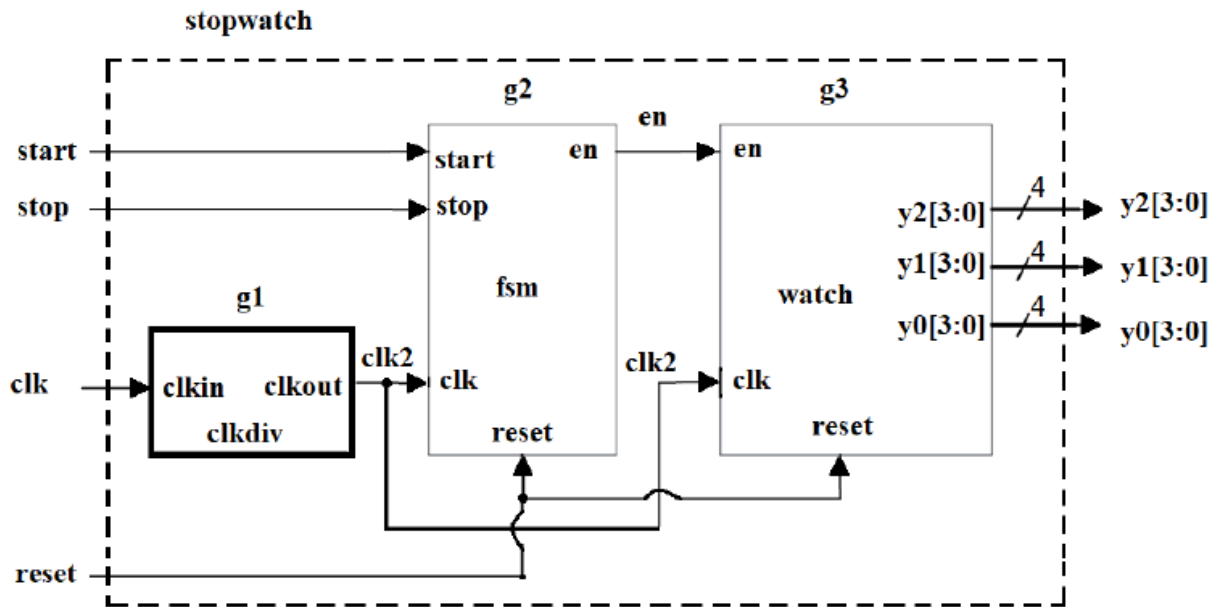 stopwatch
g2
g3
en
start
start
en
en
stop
stop
4
y2[3:0]
y2[3:0]
4
y1[3:0]
y1[3:0]
fsm
watch
4
y0[3:0]
y0[3:0]
g1
clk2
clk2
clk
clkin
clkout
clk
clk
clkdiv
reset
reset
reset